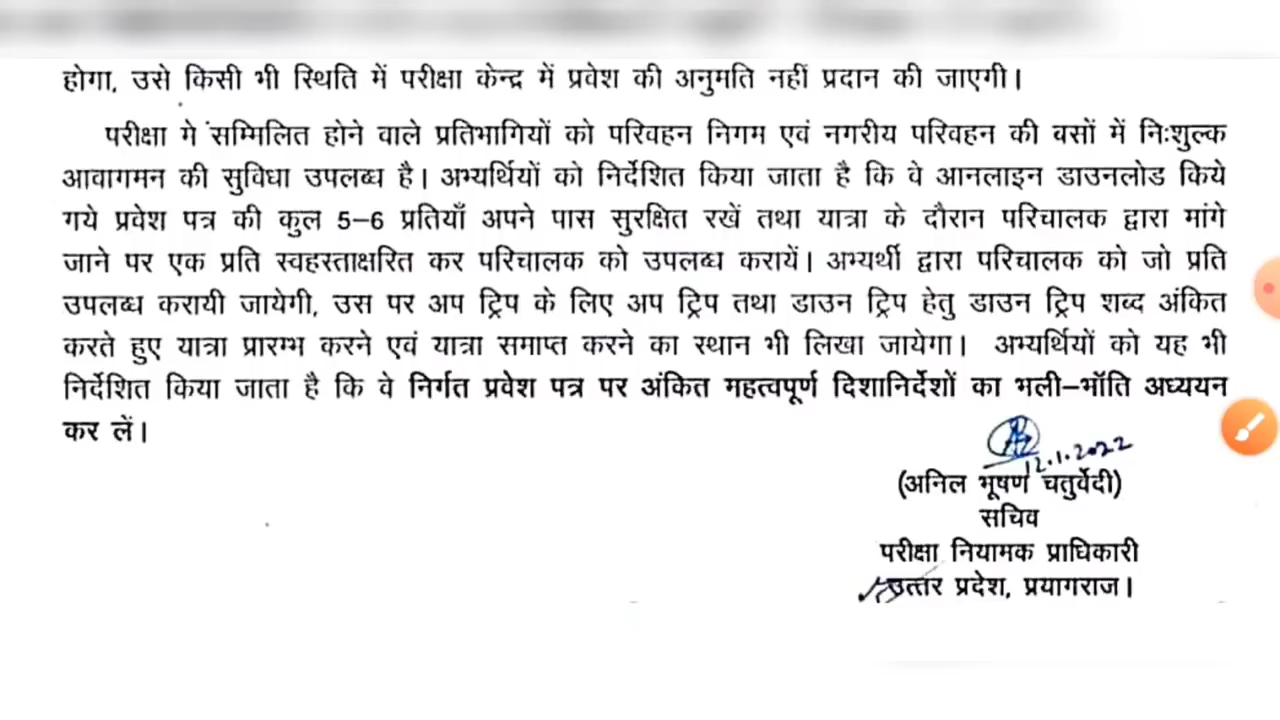 होगा, उसे किसी भी स्थिति में परीक्षा केन्द्र में प्रवेश की अनुमति नहीं प्रदान की जाएगी।
परीक्षा मे सम्मिलित होने वाले प्रतिभागियों को परिवहन निगम एवं नगरीय परिवहन की बसों में निःशुल्क
आवागमन की सुविधा उपलब्ध है। अभ्यर्थियों को निर्देशित किया जाता है कि वे आनलाइन डाउनलोड किये
गये प्रवेश पत्र की कुल 5–6 प्रतियाँ अपने पास सुरक्षित रखें तथा यात्रा के दौरान परिचालक द्वारा मांगे
जाने पर एक प्रति स्वहस्ताक्षरित कर परिचालक को उपलब्ध करायें। अभ्यर्थी द्वारा परिचालक को जो प्रति
उपलब्ध करायी जायेगी, उस पर अप ट्रिप के लिए अप ट्रिप तथा डाउन ट्रिप हेतु डाउन ट्रिप शब्द अंकित
करते हुए यात्रा प्रारम्भ करने एवं यात्रा समाप्त करने का स्थान भी लिखा जायेगा। अभ्यर्थियों को यह भी
निर्देशित किया जाता है कि वे निर्गत प्रवेश पत्र पर अंकित महत्वपूर्ण दिशानिर्देशों का भली–भॉति अध्ययन
कर लें।
12.1.2022
(अनिल भूषण चतुर्वेदी)
सचिव
परीक्षा नियामक प्राधिकारी
उत्तर प्रदेश, प्रयागराज।